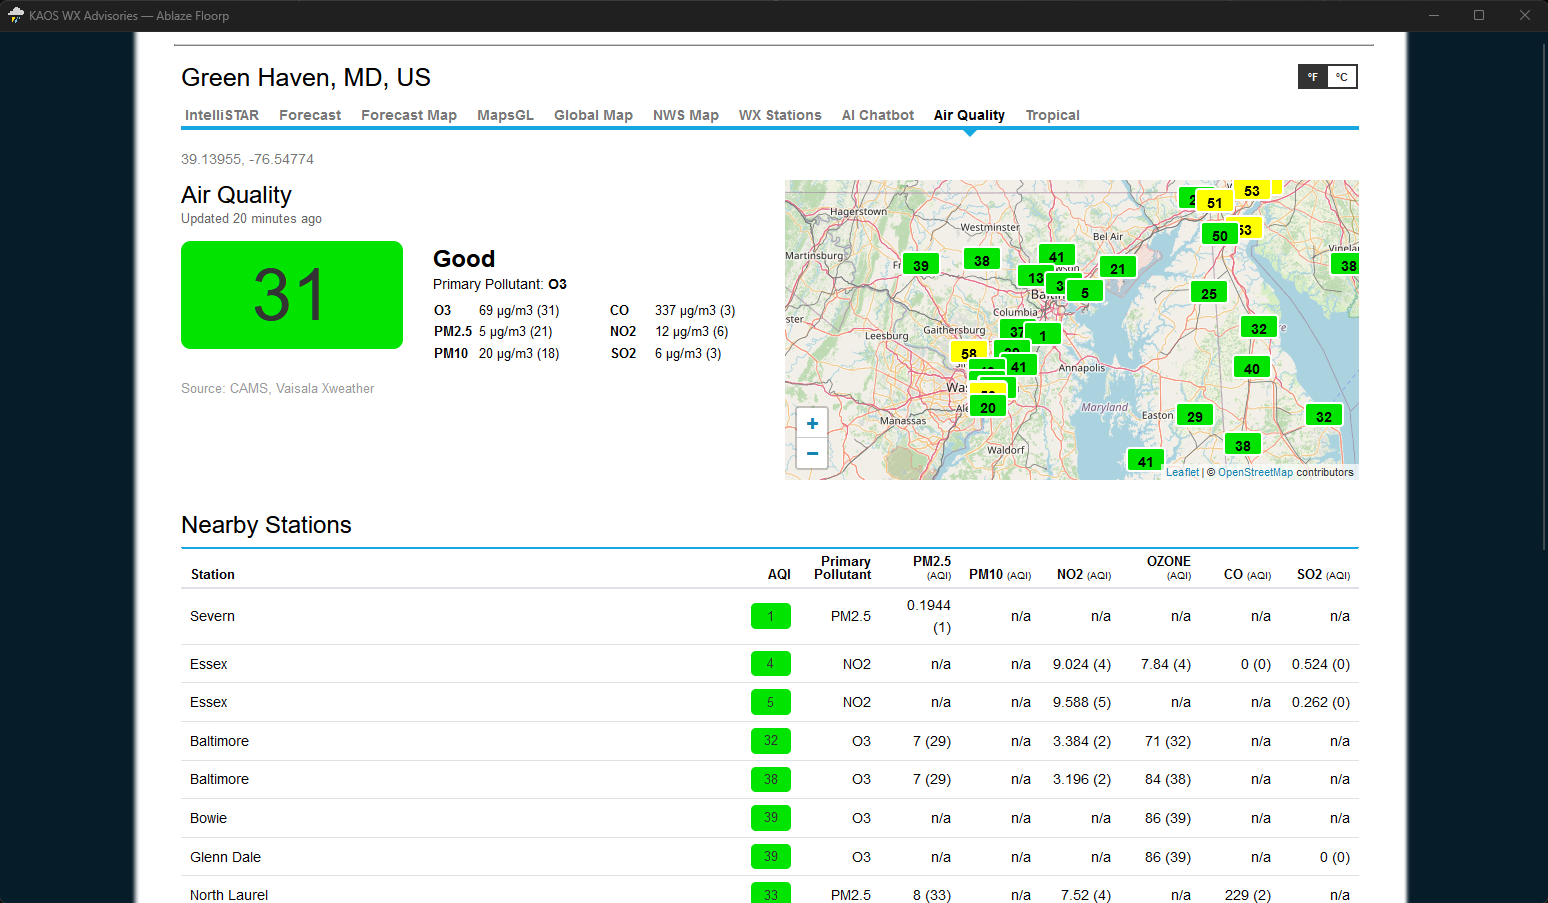 KAOS WX Advisories — Ablaze Floorp
Green Haven, MD, US
°F °C
IntelliSTAR Forecast Forecast Map MapsGL Global Map NWS Map WX Stations AI Chatbot Air Quality Tropical
39.13955, -76.54774
Air Quality
Updated 20 minutes ago
31
Good
Primary Pollutant: O3
O3 69 µg/m3 (31) CO 337 µg/m3 (3)
PM2.5 5 µg/m3 (21) NO2 12 µg/m3 (6)
PM10 20 µg/m3 (18) SO2 6 µg/m3 (3)
Source: CAMS, Vaisala Xweather
53
51
Hagerstown
Westminster
Bel Air
50 53
Martinsburg
39 38 41 21 38
13 5
25
Columbia
Leesburg Gaithersburg 37 1 32
58
41 Annapolis 40
20
Manassas
Maryland Easton 29 32
Waldorf
38
41
+
−
Leaflet | © OpenStreetMap contributors
Nearby Stations
Station AQI Primary Pollutant PM2.5 (AQI) PM10 (AQI) NO2 (AQI) OZONE (AQI) CO (AQI) SO2 (AQI)
Severn 1 PM2.5 0.1944 (1) n/a n/a n/a n/a n/a
Essex 4 NO2 n/a n/a 9.024 (4) 7.84 (4) 0 (0) 0.524 (0)
Essex 5 NO2 n/a n/a 9.588 (5) n/a n/a 0.262 (0)
Baltimore 32 O3 7 (29) n/a 3.384 (2) 71 (32) n/a n/a
Baltimore 38 O3 7 (29) n/a 3.196 (2) 84 (38) n/a n/a
Bowie 39 O3 n/a n/a n/a 86 (39) n/a n/a
Glenn Dale 39 O3 n/a n/a n/a 86 (39) n/a 0 (0)
North Laurel 33 PM2.5 8 (33) n/a 7.52 (4) n/a 229 (2) n/a